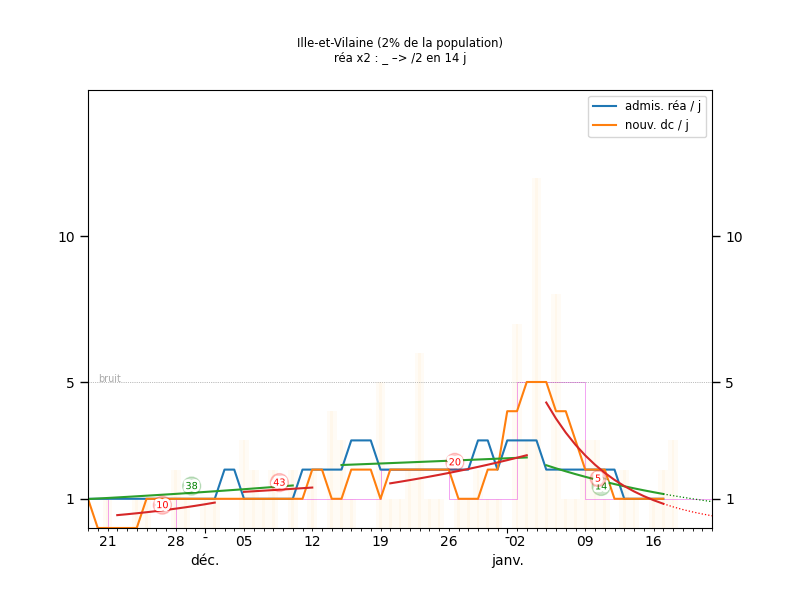 Ille-et-Vilaine (2% de la population)
réa x2 : _ –> /2 en 14 j
admis. réa / j
nouv. dc / j
10 10
bruit
5 5
20
38 43
5
14
10
1 1
21 28 - 05 12 19 26 - 02 09 16
déc. janv.